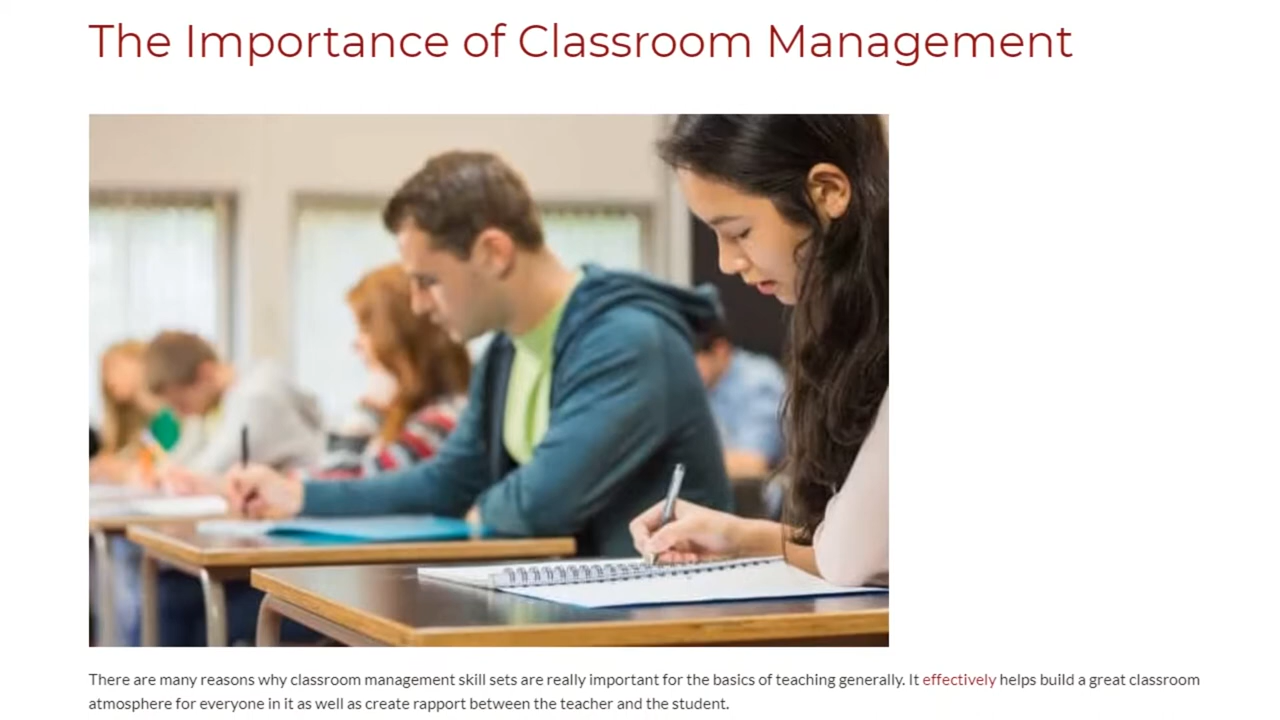 The Importance of Classroom Management
There are many reasons why classroom management skill sets are really important for the basics of teaching generally. It effectively helps build a great classroom
atmosphere for everyone in it as well as create rapport between the teacher and the student.